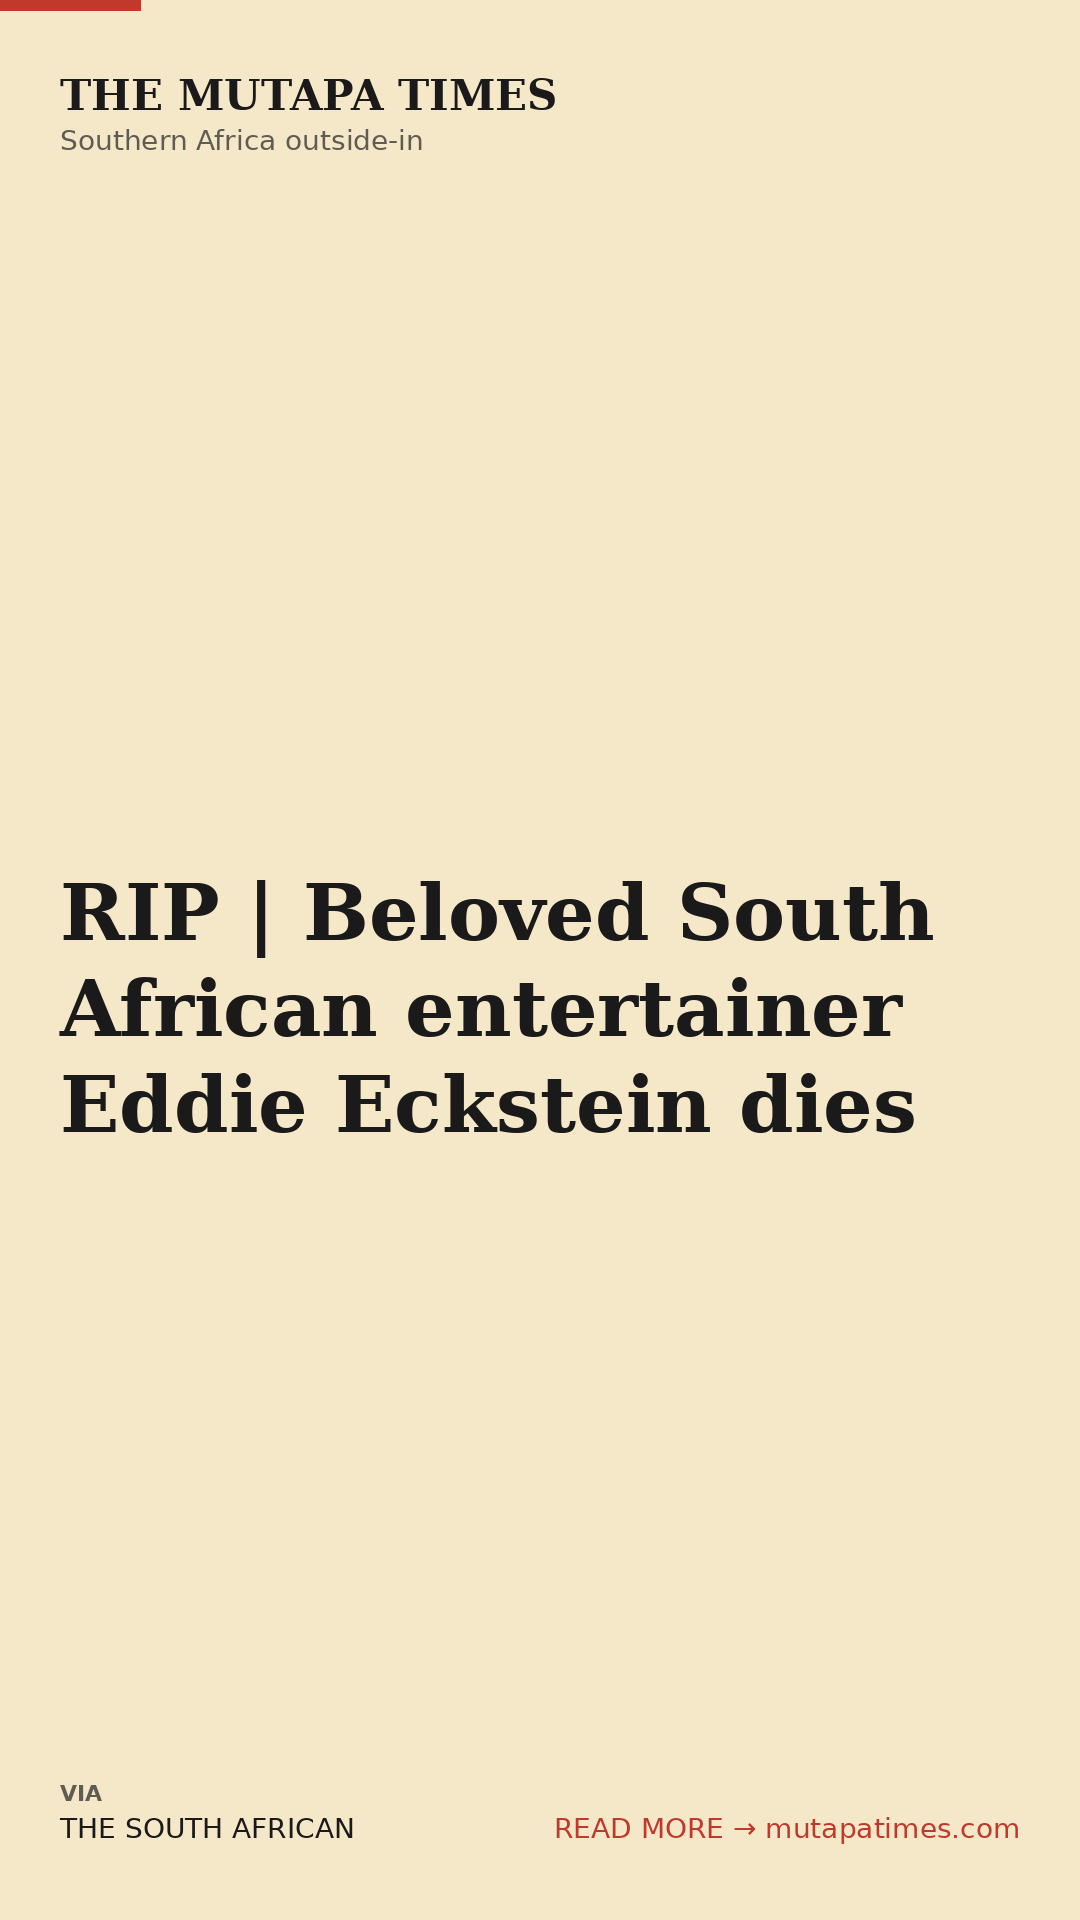 THE MUTAPA TIMES
Southern Africa outside-in
RIP | Beloved South
African entertainer
Eddie Eckstein dies
VIA
THE SOUTH AFRICAN
READ MORE → mutapatimes.com